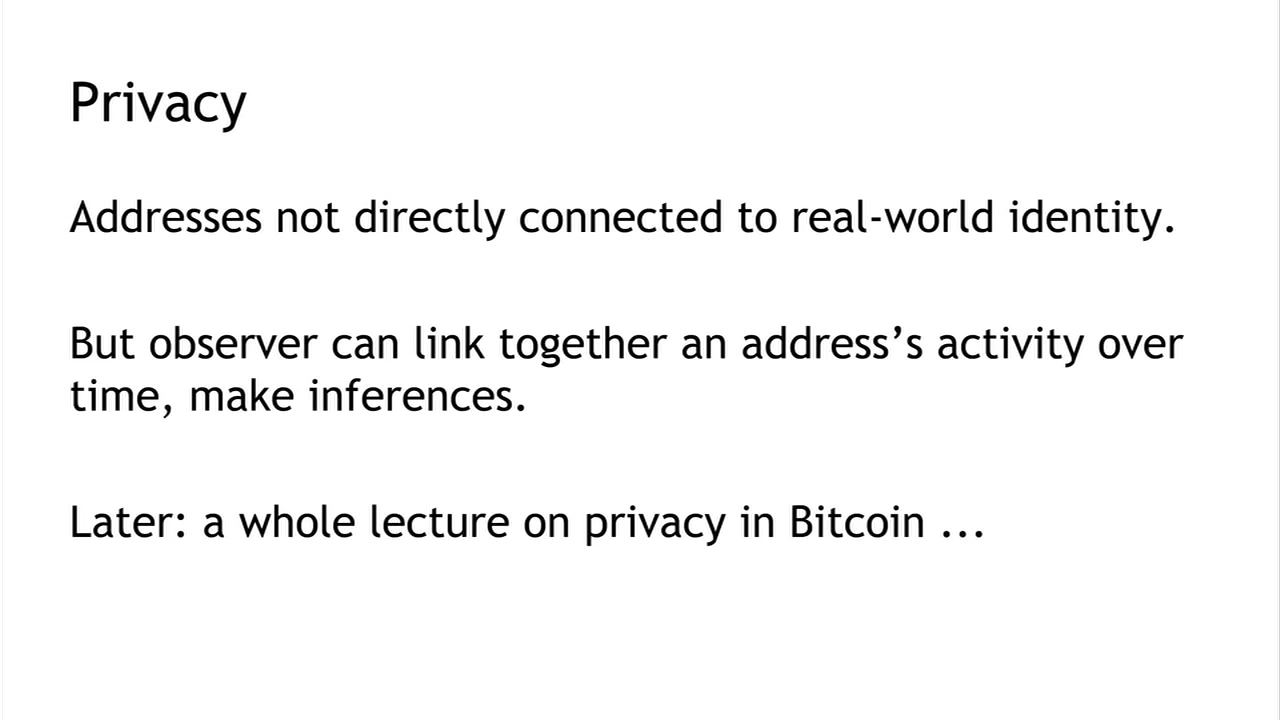 Privacy
Addresses not directly connected to real-world identity.
But observer can link together an address’s activity over
time, make inferences.
Later: a whole lecture on privacy in Bitcoin ...